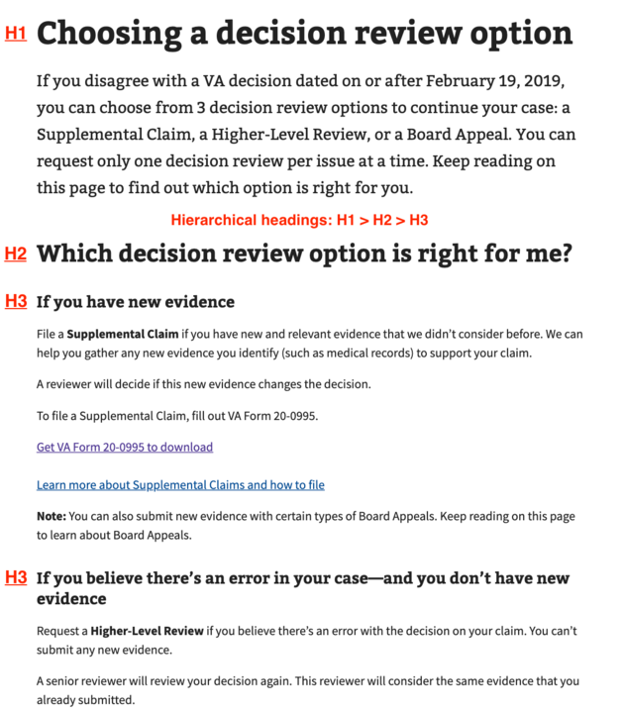 H1 Choosing a decision review option
If you disagree with a VA decision dated on or after February 19, 2019,
you can choose from 3 decision review options to continue your case: a
Supplemental Claim, a Higher-Level Review, or a Board Appeal. You can
request only one decision review per issue at a time. Keep reading on
this page to find out which option is right for you.
Hierarchical headings: H1 > H2 > H3
H2 Which decision review option is right for me?
H3 If you have new evidence
File a Supplemental Claim if you have new and relevant evidence that we didn't consider before. We can
help you gather any new evidence you identify (such as medical records) to support your claim.
A reviewer will decide if this new evidence changes the decision.
To file a Supplemental Claim, fill out VA Form 20-0995.
Get VA Form 20-0995 to download
Learn more about Supplemental Claims and how to file
Note: You can also submit new evidence with certain types of Board Appeals. Keep reading on this page
to learn about Board Appeals.
H3 If you believe there's an error in your case—and you don't have new
evidence
Request a Higher-Level Review if you believe there's an error with the decision on your claim. You can't
submit any new evidence.
A senior reviewer will review your decision again. This reviewer will consider the same evidence that you
already submitted.